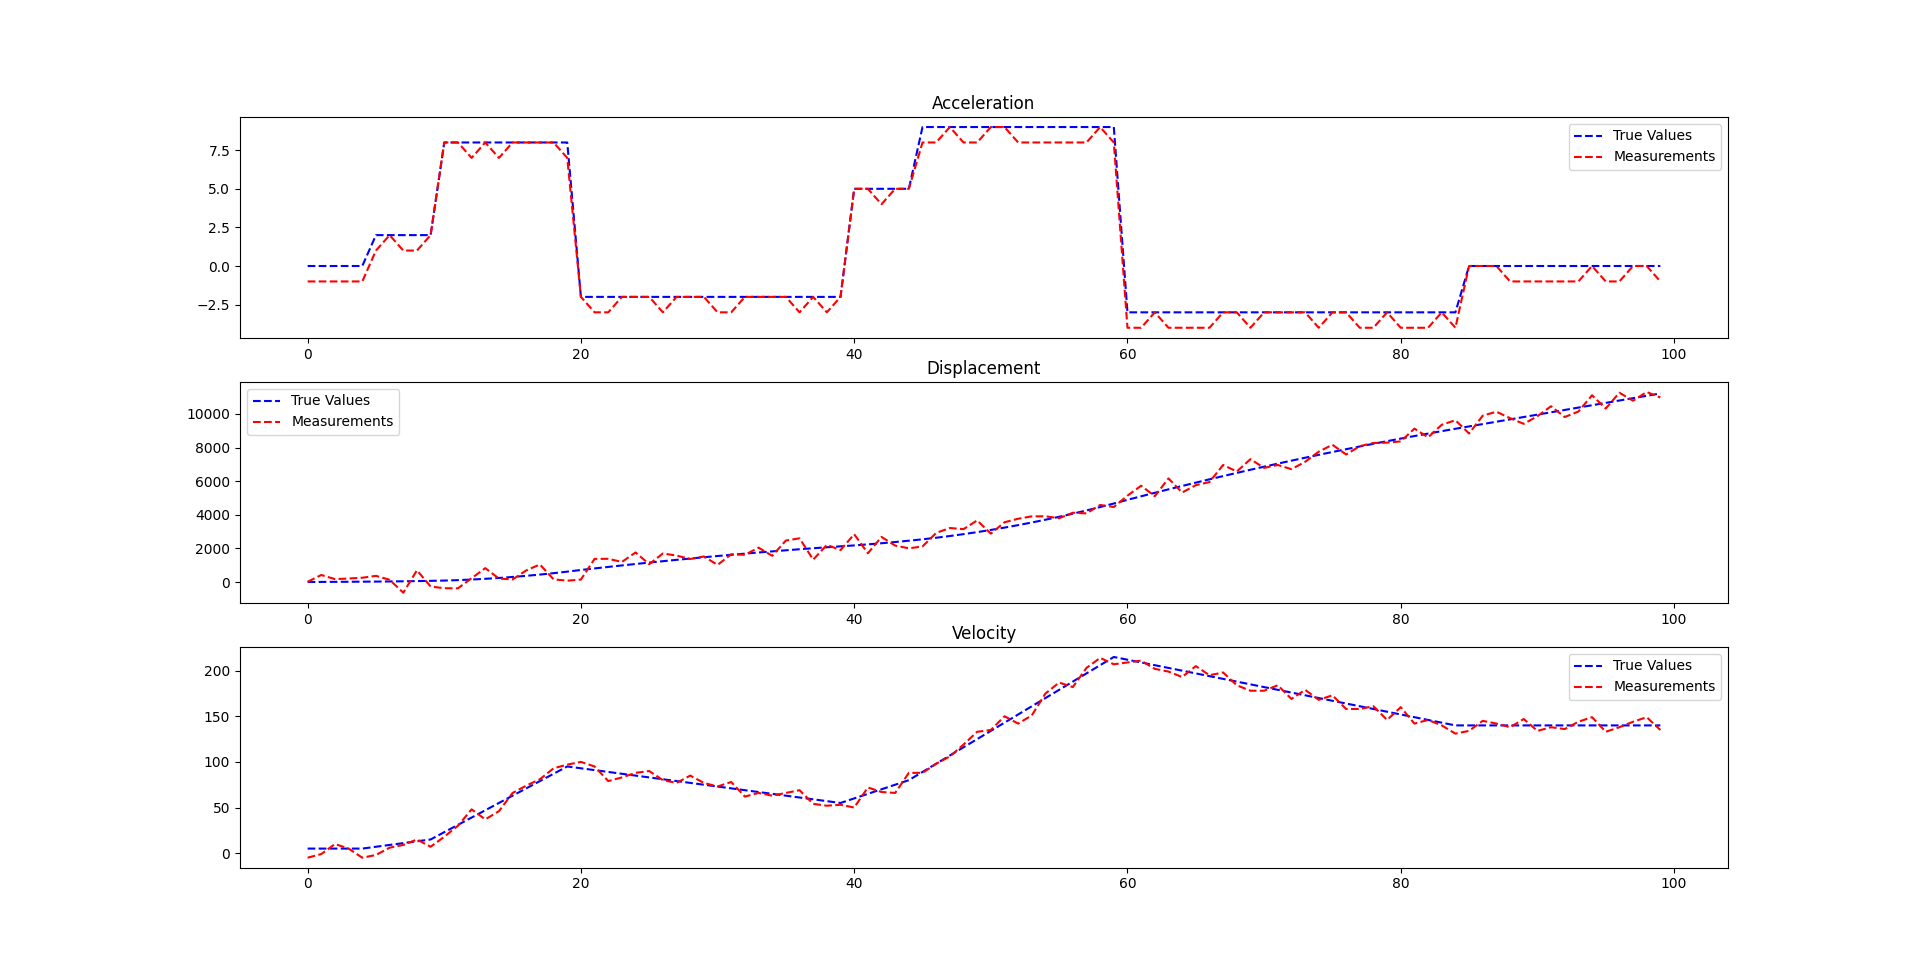 Acceleration
7.5
5.0
2.5
0.0
−2.5
True Values
Measurements
0 20 40 60 80 100
Displacement
10000
8000
6000
4000
2000
0
True Values
Measurements
0 20 40 60 80 100
Velocity
200
150
100
50
0
True Values
Measurements
0 20 40 60 80 100